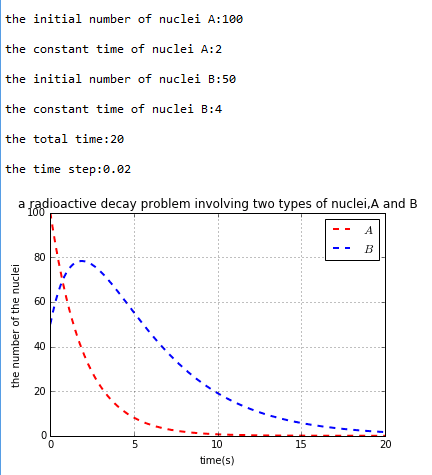 the initial number of nuclei A:100
the constant time of nuclei A:2
the initial number of nuclei B:50
the constant time of nuclei B:4
the total time:20
the time step:0.02
a radioactive decay problem involving two types of nuclei,A and B
100
80
60
40
20
0
the number of the nuclei
A
B
0 5 10 15 20
time(s)